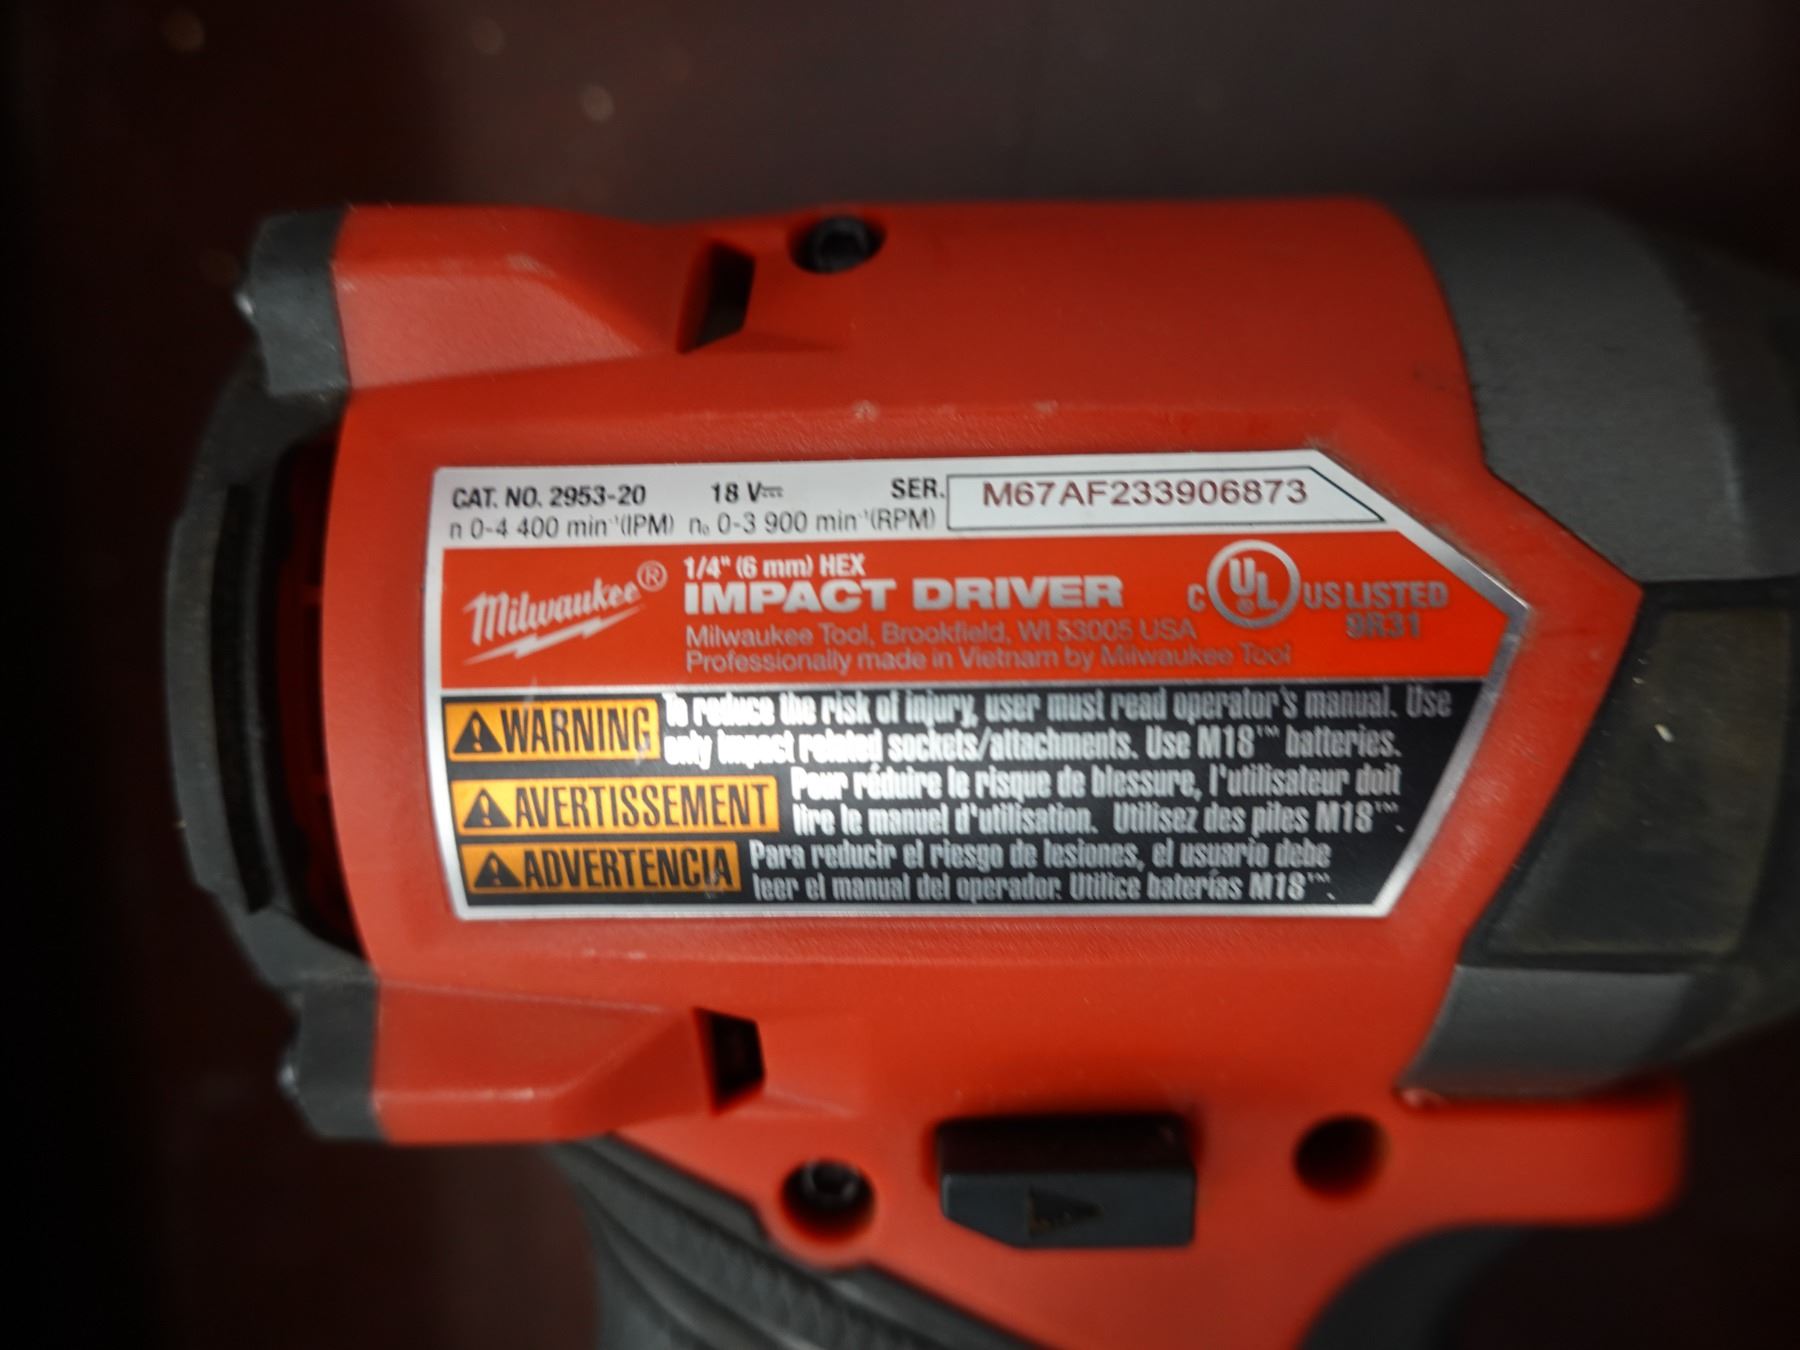 CAT. NO. 2953-20 18 V⎓ SER. M67AF233906873
n 0-4 400 min⁻¹(IPM) n₀ 0-3 900 min⁻¹(RPM)
Milwaukee®
1/4" (6 mm) HEX
IMPACT DRIVER
Milwaukee Tool, Brookfield, WI 53005 USA
Professionally made in Vietnam by Milwaukee Tool
C UL® US LISTED
9R31
WARNING To reduce the risk of injury, user must read operator's manual. Use
only impact related sockets/attachments. Use M18™ batteries.
AVERTISSEMENT Pour réduire le risque de blessure, l'utilisateur doit
lire le manuel d'utilisation. Utilisez des piles M18™.
ADVERTENCIA Para reducir el riesgo de lesiones, el usuario debe
leer el manual del operador. Utilice baterías M18™.